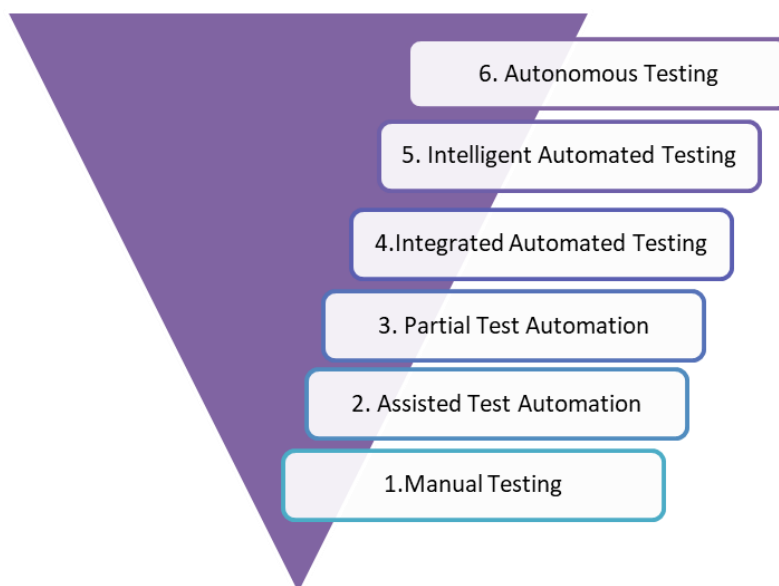 6. Autonomous Testing
5. Intelligent Automated Testing
4.Integrated Automated Testing
3. Partial Test Automation
2. Assisted Test Automation
1.Manual Testing